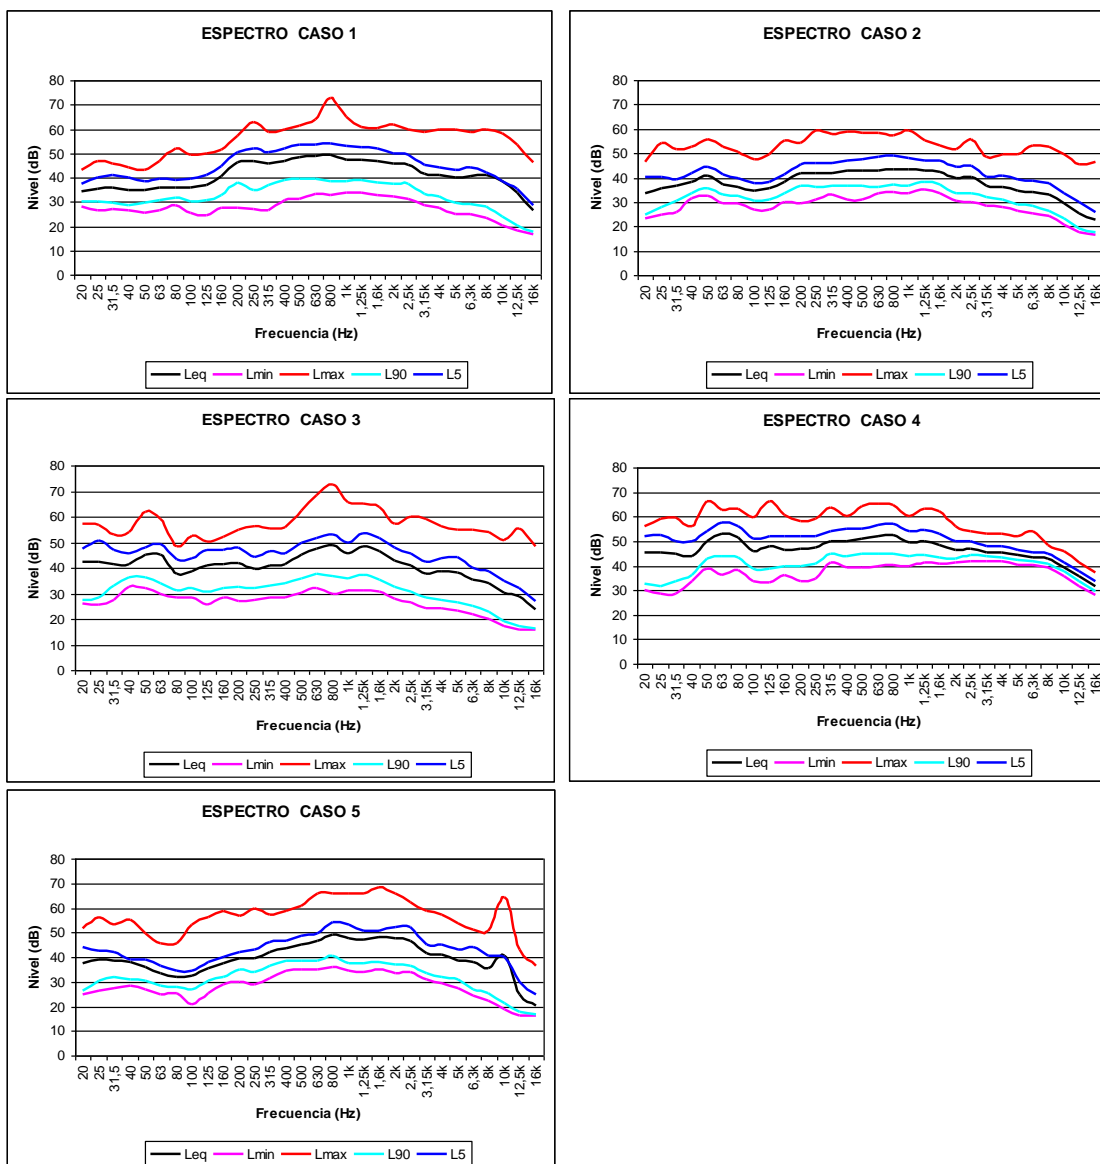 ESPECTRO CASO 1
Nivel (dB)
80
70
60
50
40
30
20
10
0
20 25 31,5 40 50 63 80 100 125 160 200 250 315 400 500 630 800 1k 1,25k 1,6k 2k 2,5k 3,15k 4k 5k 6,3k 8k 10k 12,5k 16k
Frecuencia (Hz)
Leq Lmin Lmax L90 L5
ESPECTRO CASO 2
Nivel (dB)
80
70
60
50
40
30
20
10
0
20 25 31,5 40 50 63 80 100 125 160 200 250 315 400 500 630 800 1k 1,25k 1,6k 2k 2,5k 3,15k 4k 5k 6,3k 8k 10k 12,5k 16k
Frecuencia (Hz)
Leq Lmin Lmax L90 L5
ESPECTRO CASO 3
Nivel (dB)
80
70
60
50
40
30
20
10
0
20 25 31,5 40 50 63 80 100 125 160 200 250 315 400 500 630 800 1k 1,25k 1,6k 2k 2,5k 3,15k 4k 5k 6,3k 8k 10k 12,5k 16k
Frecuencia (Hz)
Leq Lmin Lmax L90 L5
ESPECTRO CASO 4
Nivel (dB)
80
70
60
50
40
30
20
10
0
20 25 31,5 40 50 63 80 100 125 160 200 250 315 400 500 630 800 1k 1,25k 1,6k 2k 2,5k 3,15k 4k 5k 6,3k 8k 10k 12,5k 16k
Frecuencia (Hz)
Leq Lmin Lmax L90 L5
ESPECTRO CASO 5
Nivel (dB)
80
70
60
50
40
30
20
10
0
20 25 31,5 40 50 63 80 100 125 160 200 250 315 400 500 630 800 1k 1,25k 1,6k 2k 2,5k 3,15k 4k 5k 6,3k 8k 10k 12,5k 16k
Frecuencia (Hz)
Leq Lmin Lmax L90 L5